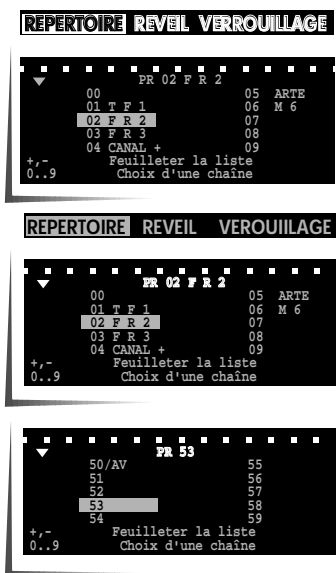 REPERTOIRE REVEIL VERROUILLAGE
PR 02 F R 2
00 05 ARTE
01 T F 1 06 M 6
02 F R 2 07
03 F R 3 08
04 CANAL + 09
+,- Feuilleter la liste
0..9 Choix d'une chaîne
REPERTOIRE REVEIL VEROUIILAGE
PR 02 F R 2
00 05 ARTE
01 T F 1 06 M 6
02 F R 2 07
03 F R 3 08
04 CANAL + 09
+,- Feuilleter la liste
0..9 Choix d'une chaîne
PR 53
50/AV 55
51 56
52 57
53 58
54 59
+,- Feuilleter la liste
0..9 Choix d'une chaîne